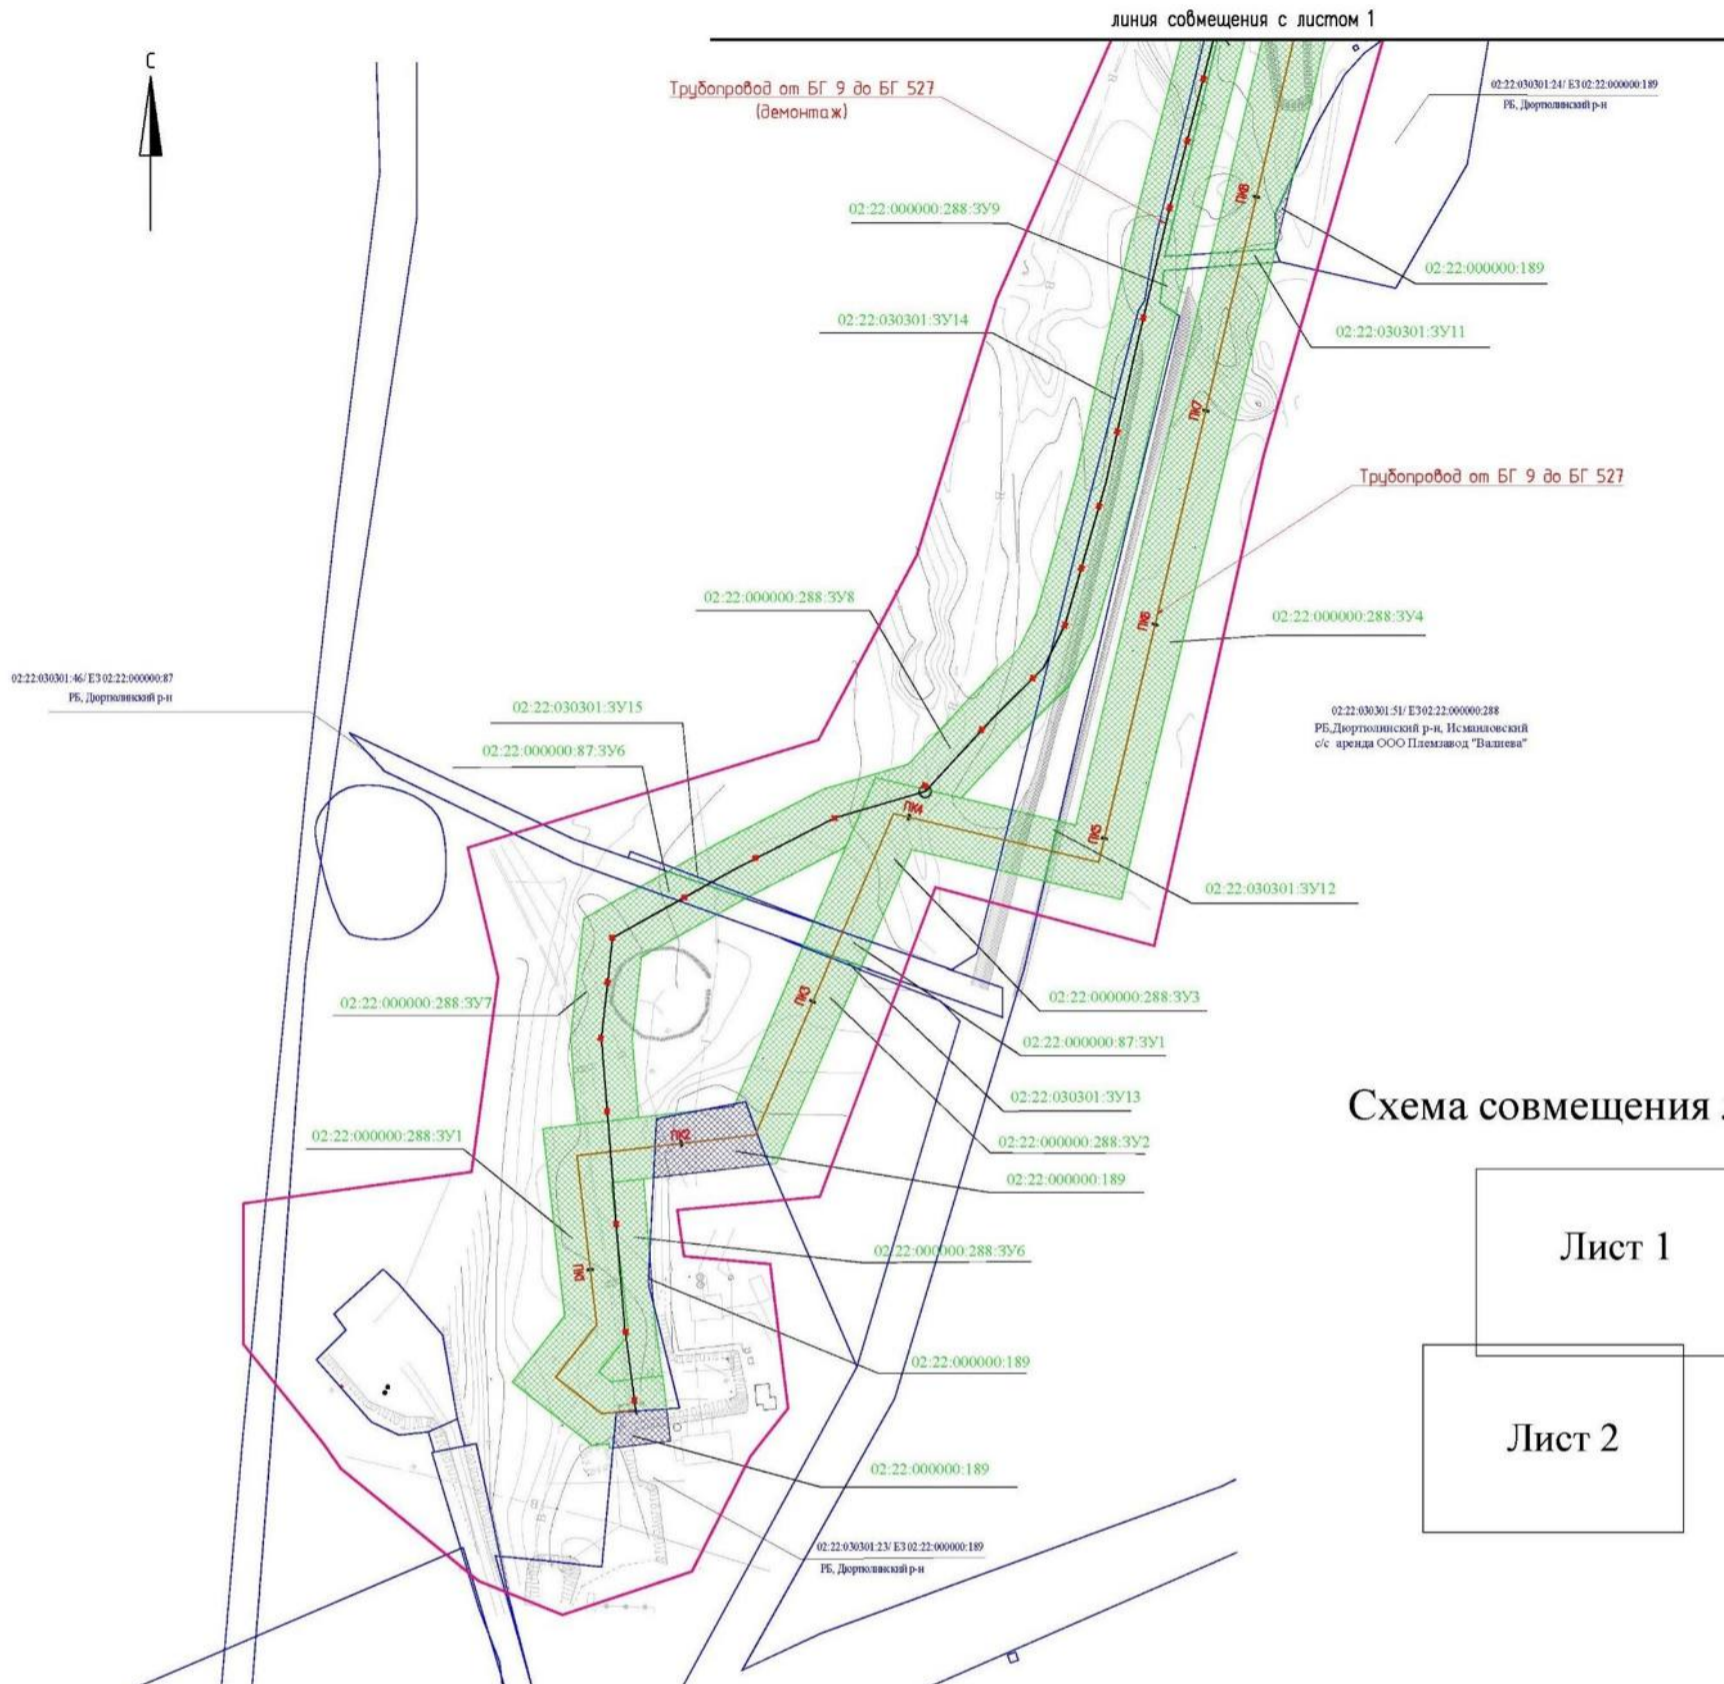 линия совмещения с листом 1
С
Трубопровод от БГ 9 до БГ 527
(демонтаж)
02:22:030301:24/ ЕЗ 02:22:000000:189
РБ, Дюртюлинский р-н
ПК8
02:22:000000:288:ЗУ9
02:22:000000:189
02:22:030301:ЗУ14
02:22:030301:ЗУ11
ПК7
Трубопровод от БГ 9 до БГ 527
02:22:000000:288:ЗУ8
ПК6
02:22:000000:288:ЗУ4
02:22:030301:46/ ЕЗ 02:22:000000:87
РБ, Дюртюлинский р-н
02:22:030301:ЗУ15
02:22:030301:51/ ЕЗ 02:22:000000:288
РБ,Дюртюлинский р-н, Исмаиловский
с/с аренда ООО Племзавод "Валиева"
02:22:000000:87:ЗУ6
ПК4
ПК5
02:22:030301:ЗУ12
02:22:000000:288:ЗУ7
ПК3
02:22:000000:288:ЗУ3
02:22:000000:87:ЗУ1
02:22:030301:ЗУ13
Схема совмещения
02:22:000000:288:ЗУ1
ПК2
02:22:000000:288:ЗУ2
02:22:000000:189
02:22:000000:288:ЗУ6
Лист 1
ПК1
02:22:000000:189
Лист 2
02:22:000000:189
02:22:030301:23/ ЕЗ 02:22:000000:189
РБ, Дюртюлинский р-н